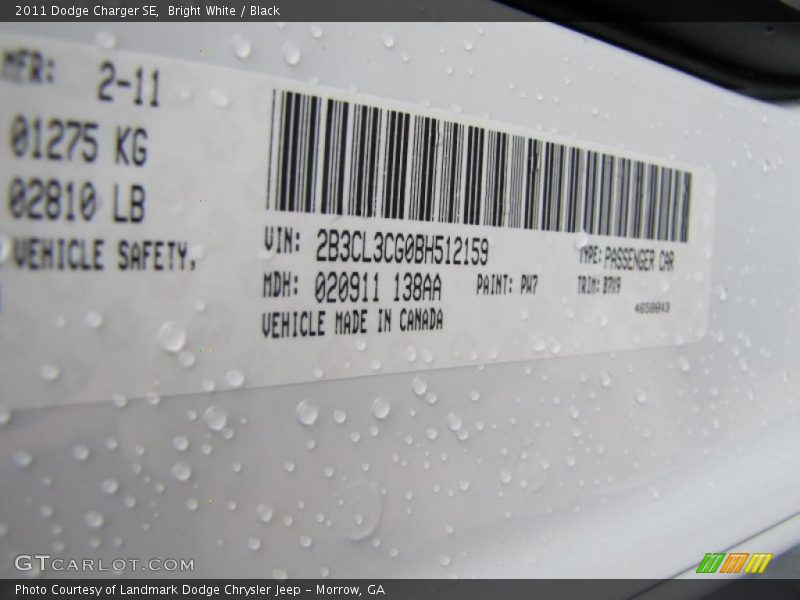 2011 Dodge Charger SE, Bright White / Black
MFR: 2-11
01275 KG
02810 LB
VEHICLE SAFETY,
VIN: 2B3CL3CG0BH512159
TYPE: PASSENGER CAR
MDH: 020911 138AA
PAINT: PW7
TRIM: B7X9
VEHICLE MADE IN CANADA
4658043
GTCARLOT.COM
Photo Courtesy of Landmark Dodge Chrysler Jeep - Morrow, GA